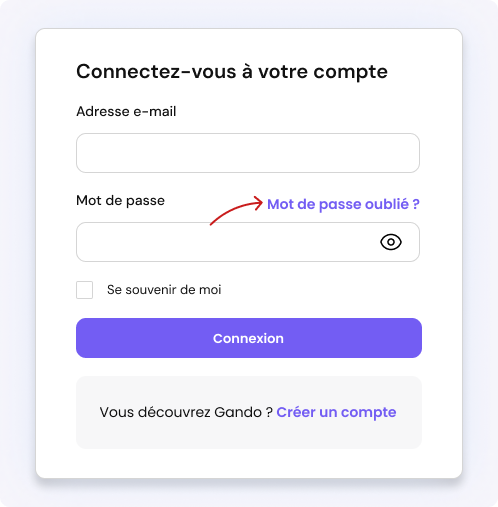 Connectez-vous à votre compte
Adresse e-mail
Mot de passe
Mot de passe oublié ?
Se souvenir de moi
Connexion
Vous découvrez Gando ? Créer un compte